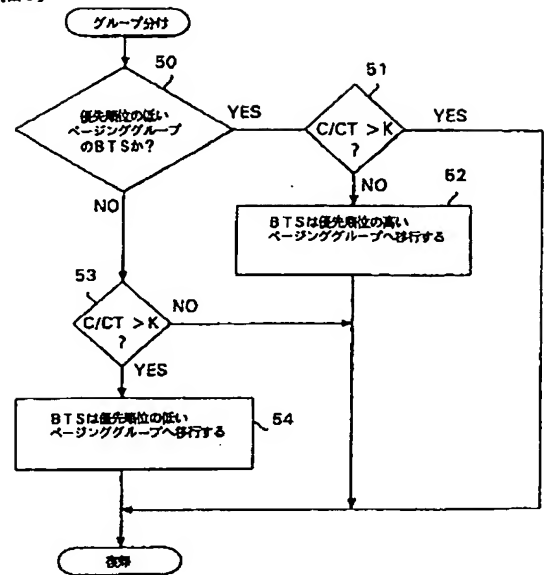 グループ分け
50
優先順位の低い
ページンググループ
のBTSか?
YES
NO
51
C/CT >K
?
YES
NO
52
BTSは優先順位の高い
ページンググループへ移行する
53
C/CT >K
?
NO
YES
BTSは優先順位の低い
ページンググループへ移行する
54
復帰